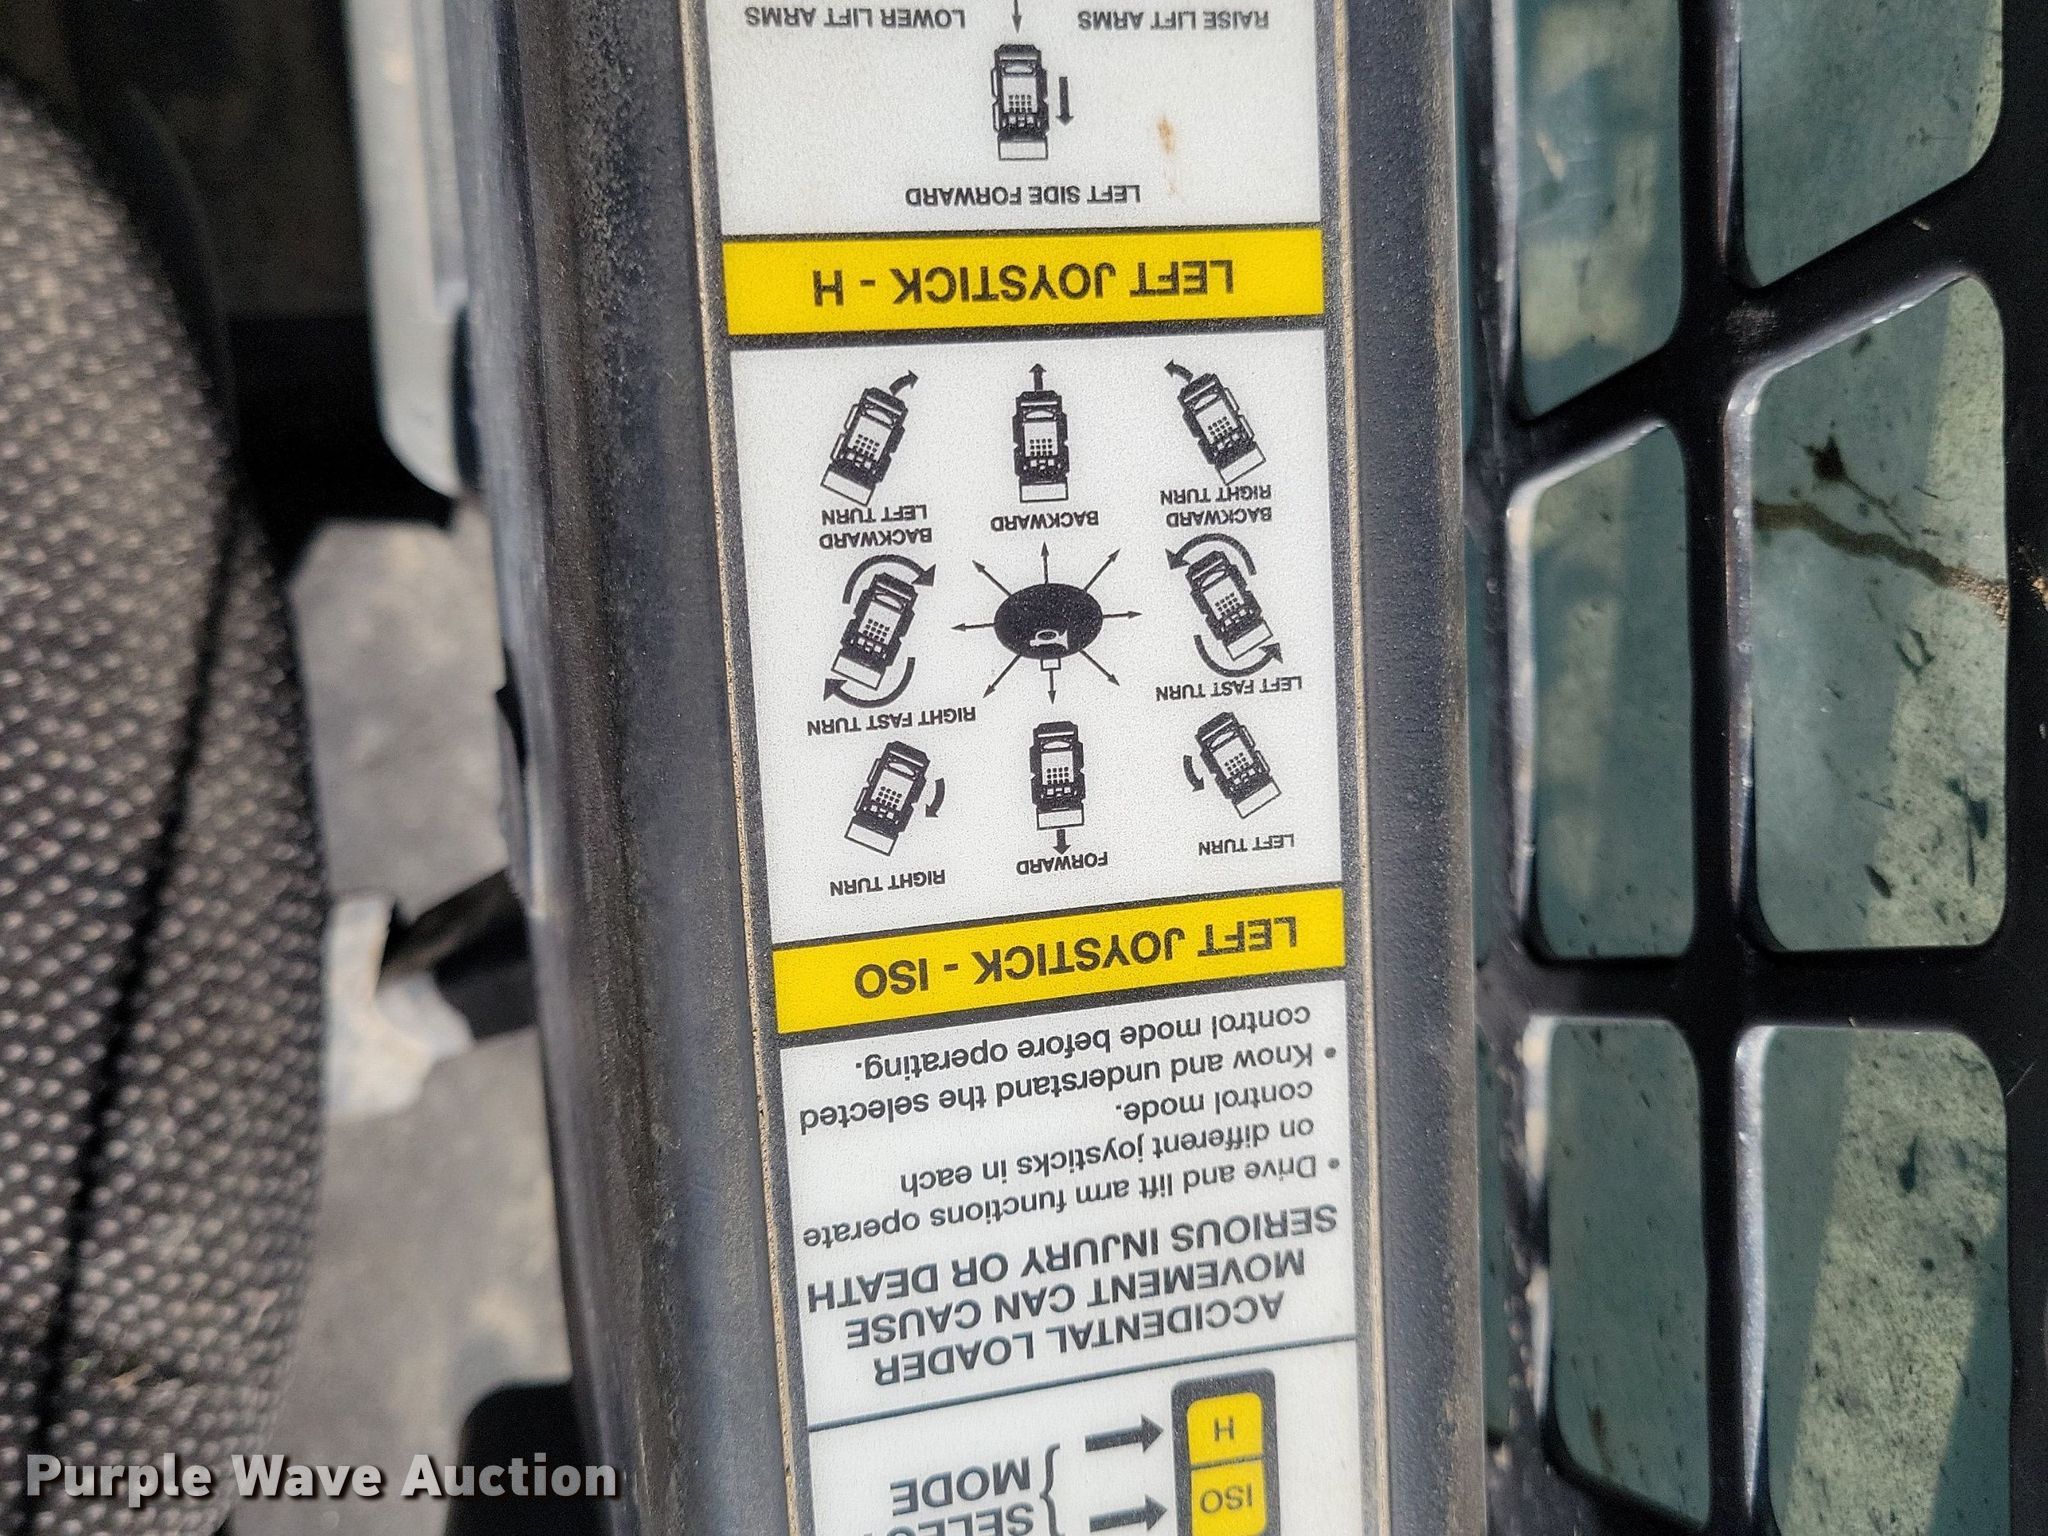 SELECT
MODE
ISO
H
ACCIDENTAL LOADER
MOVEMENT CAN CAUSE
SERIOUS INJURY OR DEATH
• Drive and lift arm functions operate
on different joysticks in each
control mode.
• Know and understand the selected
control mode before operating.
LEFT JOYSTICK - ISO
LEFT TURN
FORWARD
RIGHT TURN
LEFT FAST TURN
RIGHT FAST TURN
BACKWARD
RIGHT TURN
BACKWARD
BACKWARD
LEFT TURN
LEFT JOYSTICK - H
LEFT SIDE FORWARD
RAISE LIFT ARMS
LOWER LIFT ARMS
Purple Wave Auction